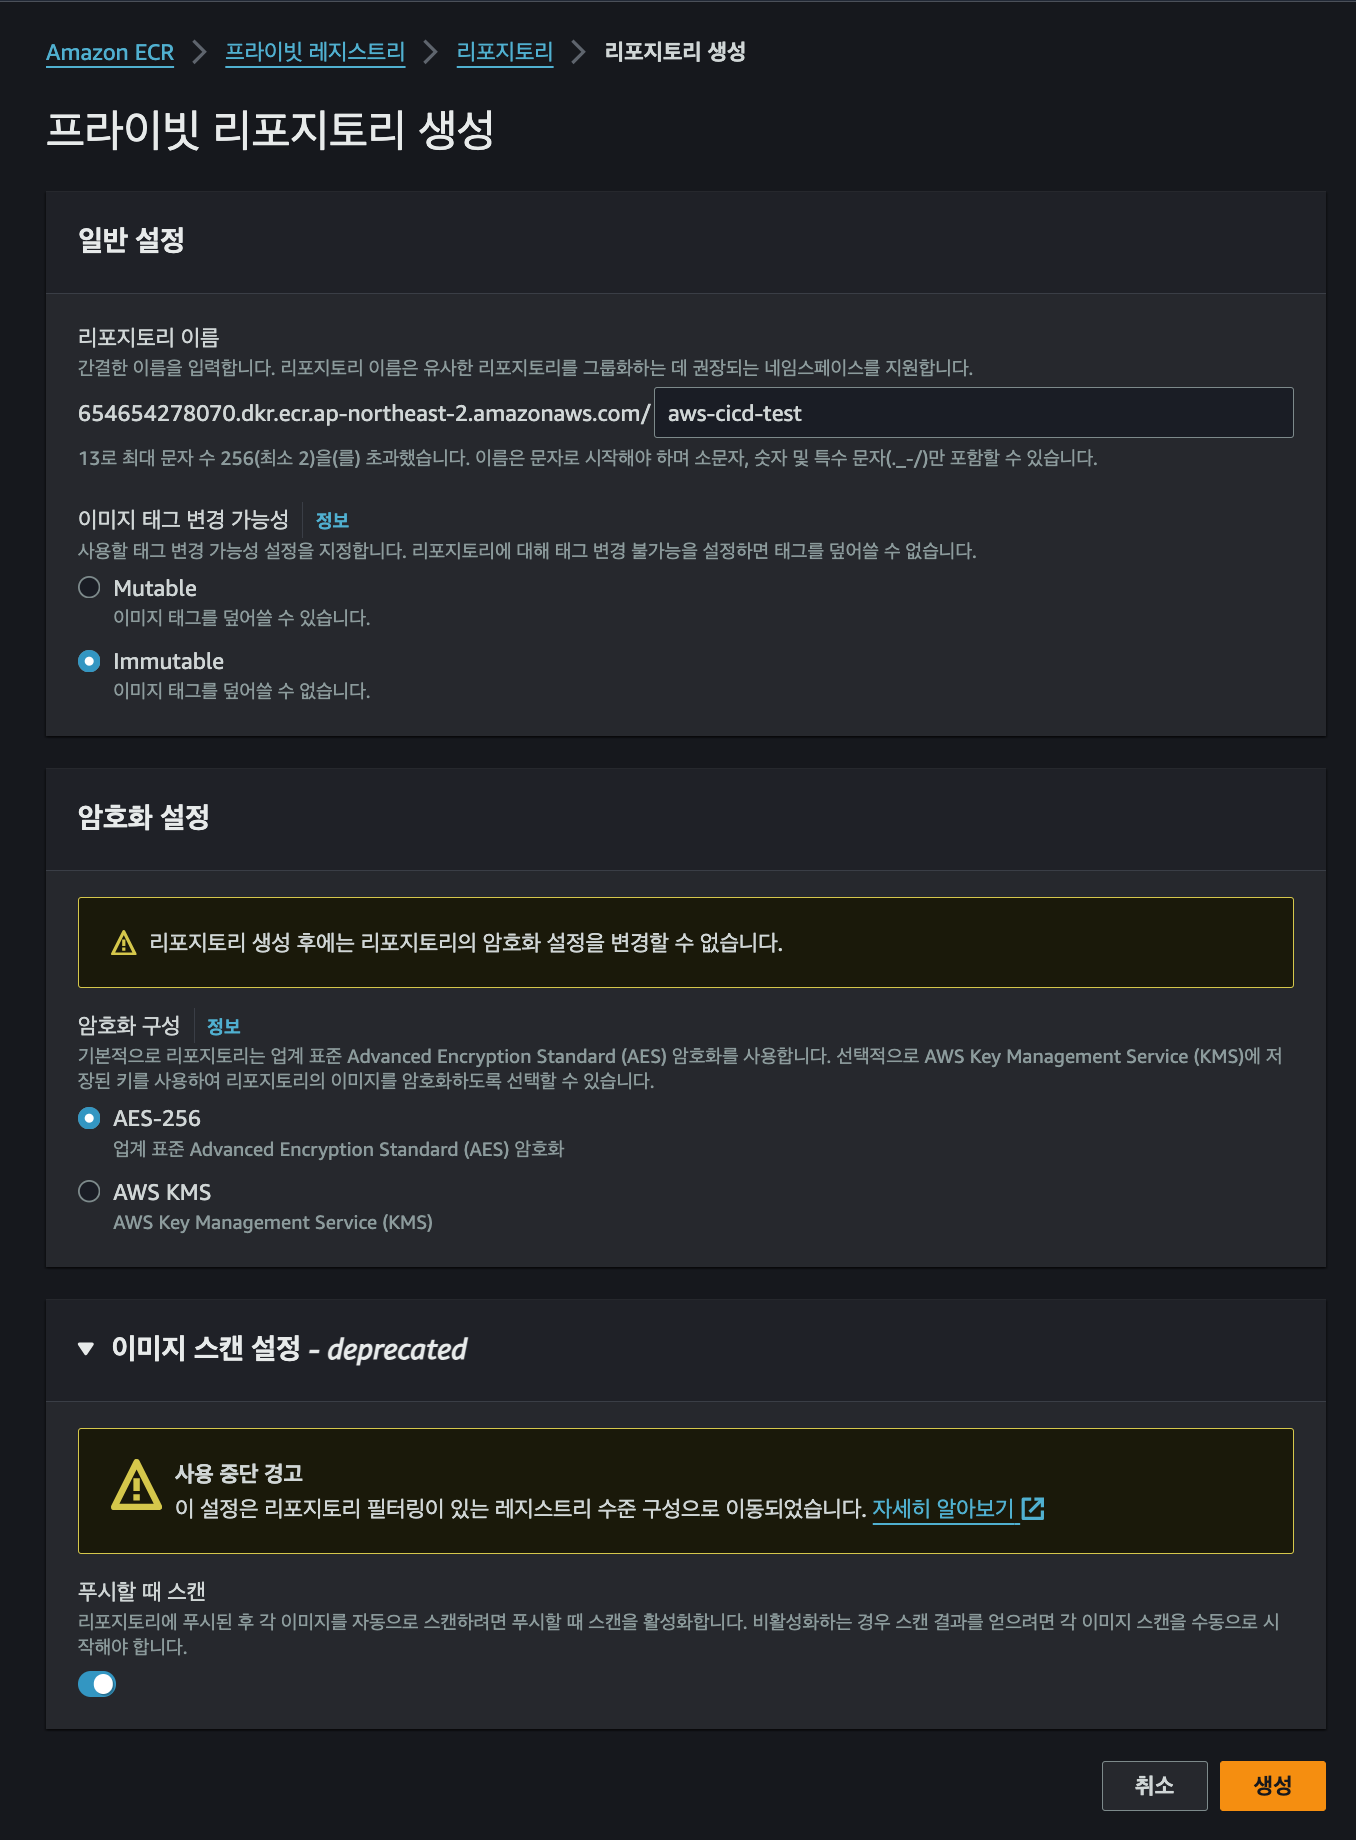 Amazon ECR > 프라이빗 레지스트리 > 리포지토리 > 리포지토리 생성
프라이빗 리포지토리 생성
일반 설정
리포지토리 이름
간결한 이름을 입력합니다. 리포지토리 이름은 유사한 리포지토리를 그룹화하는 데 권장되는 네임스페이스를 지원합니다.
654654278070.dkr.ecr.ap-northeast-2.amazonaws.com/ aws-cicd-test
13로 최대 문자 수 256(최소 2)을(를) 초과했습니다. 이름은 문자로 시작해야 하며 소문자, 숫자 및 특수 문자(._-/)만 포함할 수 있습니다.
이미지 태그 변경 가능성 정보
사용할 태그 변경 가능성 설정을 지정합니다. 리포지토리에 대해 태그 변경 불가능을 설정하면 태그를 덮어쓸 수 없습니다.
Mutable
이미지 태그를 덮어쓸 수 있습니다.
Immutable
이미지 태그를 덮어쓸 수 없습니다.
암호화 설정
리포지토리 생성 후에는 리포지토리의 암호화 설정을 변경할 수 없습니다.
암호화 구성 정보
기본적으로 리포지토리는 업계 표준 Advanced Encryption Standard (AES) 암호화를 사용합니다. 선택적으로 AWS Key Management Service (KMS)에 저
장된 키를 사용하여 리포지토리의 이미지를 암호화하도록 선택할 수 있습니다.
AES-256
업계 표준 Advanced Encryption Standard (AES) 암호화
AWS KMS
AWS Key Management Service (KMS)
이미지 스캔 설정 - deprecated
사용 중단 경고
이 설정은 리포지토리 필터링이 있는 레지스트리 수준 구성으로 이동되었습니다. 자세히 알아보기
푸시할 때 스캔
리포지토리에 푸시된 후 각 이미지를 자동으로 스캔하려면 푸시할 때 스캔을 활성화합니다. 비활성화하는 경우 스캔 결과를 얻으려면 각 이미지 스캔을 수동으로 시
작해야 합니다.
취소 생성